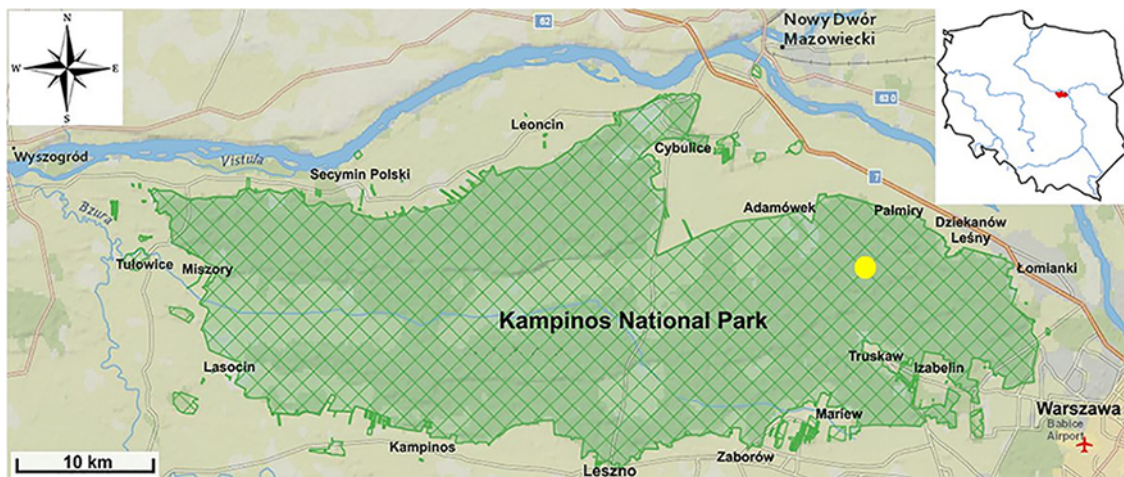 N
W
E
S
62
Nowy Dwór
Mazowiecki
630
Leoncin
Wyszogród
Vistula
Cybulice
Secymin Polski
7
Bzura
Adamówek
Palmiry
Dziekanów
Leśny
Tułowice
Miszory
Łomianki
Kampinos National Park
Truskaw
Izabelin
Lasocin
Mariew
Warszawa
Babice
Airport
Kampinos
Zaborów
Leszno
10 km